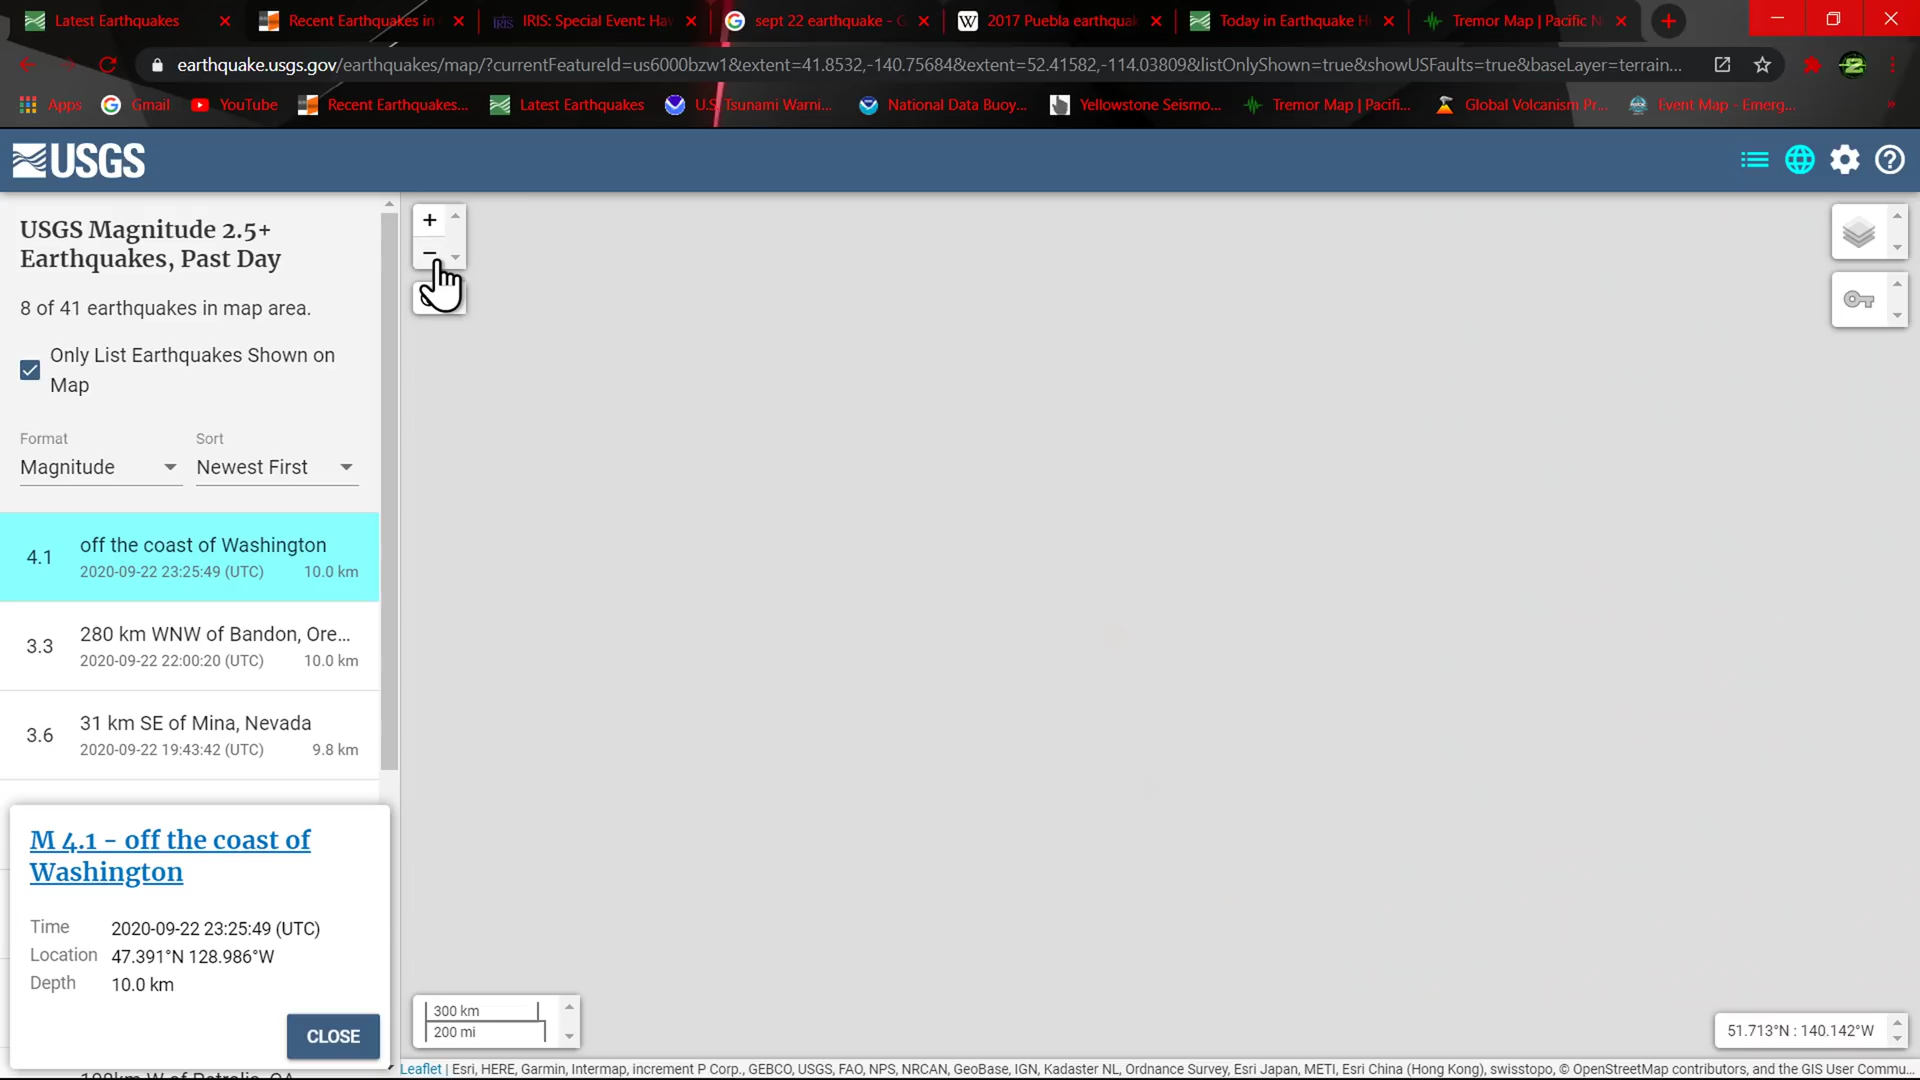 Latest Earthquakes
Recent Earthquakes in
IRIS: Special Event: Haw
sept 22 earthquake - G
2017 Puebla earthquak
Today in Earthquake Hi
Tremor Map | Pacific N
earthquake.usgs.gov/earthquakes/map/?currentFeatureId=us6000bzw1&extent=41.8532,-140.75684&extent=52.41582,-114.03809&listOnlyShown=true&showUSFaults=true&baseLayer=terrain...
Apps
Gmail
YouTube
Recent Earthquakes...
Latest Earthquakes
U.S. Tsunami Warni...
National Data Buoy...
Yellowstone Seismo...
Tremor Map | Pacifi...
Global Volcanism Pr...
Event Map - Emerg...
USGS
USGS Magnitude 2.5+
Earthquakes, Past Day
8 of 41 earthquakes in map area.
Only List Earthquakes Shown on
Map
Format
Sort
Magnitude
Newest First
4.1
off the coast of Washington
2020-09-22 23:25:49 (UTC)
10.0 km
3.3
280 km WNW of Bandon, Ore...
2020-09-22 22:00:20 (UTC)
10.0 km
3.6
31 km SE of Mina, Nevada
2020-09-22 19:43:42 (UTC)
9.8 km
M 4.1 - off the coast of
Washington
Time 2020-09-22 23:25:49 (UTC)
Location 47.391°N 128.986°W
Depth 10.0 km
CLOSE
+
−
300 km
200 mi
51.713°N : 140.142°W
Leaflet | Esri, HERE, Garmin, Intermap, increment P Corp., GEBCO, USGS, FAO, NPS, NRCAN, GeoBase, IGN, Kadaster NL, Ordnance Survey, Esri Japan, METI, Esri China (Hong Kong), swisstopo, © OpenStreetMap contributors, and the GIS User Commu...